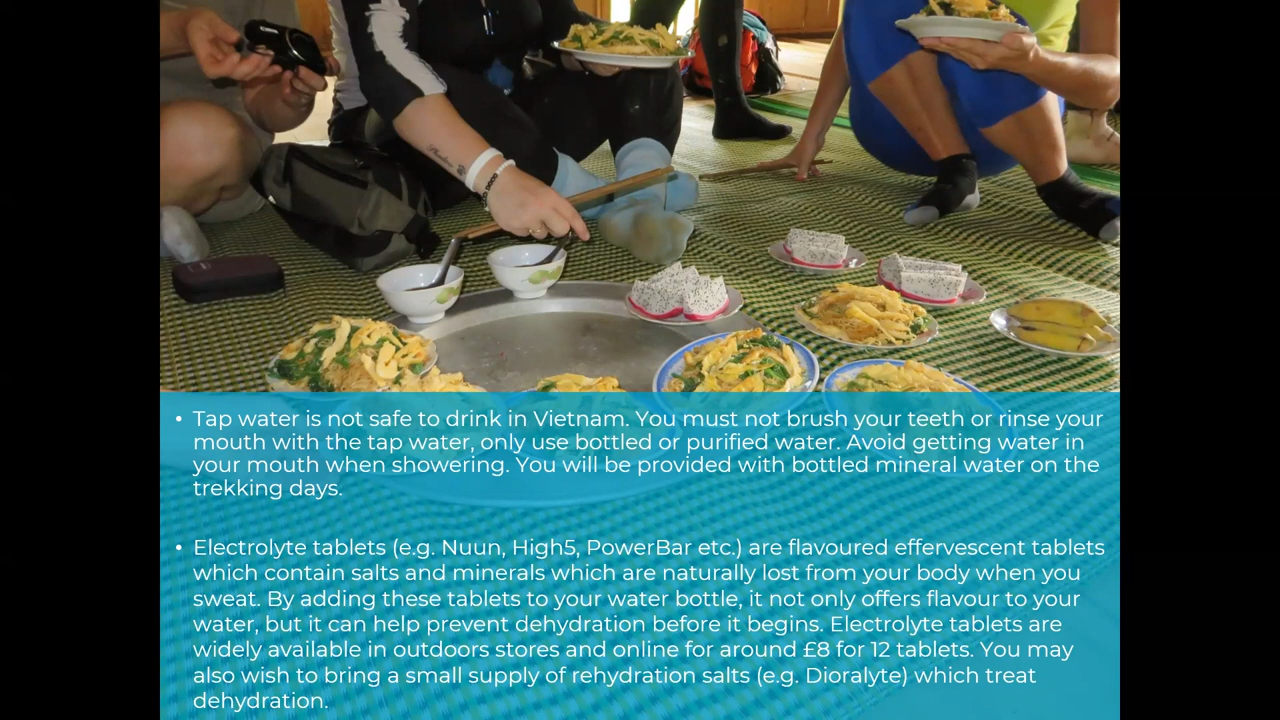 • Tap water is not safe to drink in Vietnam. You must not brush your teeth or rinse your
mouth with the tap water, only use bottled or purified water. Avoid getting water in
your mouth when showering. You will be provided with bottled mineral water on the
trekking days.
• Electrolyte tablets (e.g. Nuun, High5, PowerBar etc.) are flavoured effervescent tablets
which contain salts and minerals which are naturally lost from your body when you
sweat. By adding these tablets to your water bottle, it not only offers flavour to your
water, but it can help prevent dehydration before it begins. Electrolyte tablets are
widely available in outdoors stores and online for around £8 for 12 tablets. You may
also wish to bring a small supply of rehydration salts (e.g. Dioralyte) which treat
dehydration.